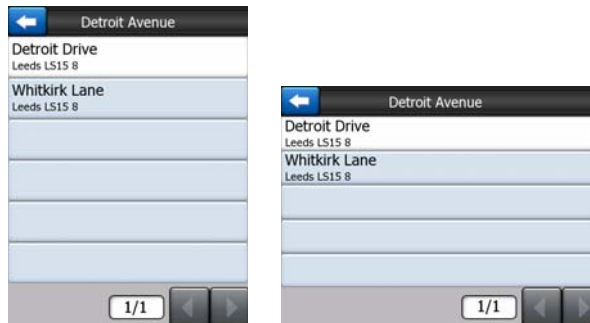 Detroit Avenue
Detroit Drive
Leeds LS15 8
Whitkirk Lane
Leeds LS15 8
1/1
Detroit Avenue
Detroit Drive
Leeds LS15 8
Whitkirk Lane
Leeds LS15 8
1/1